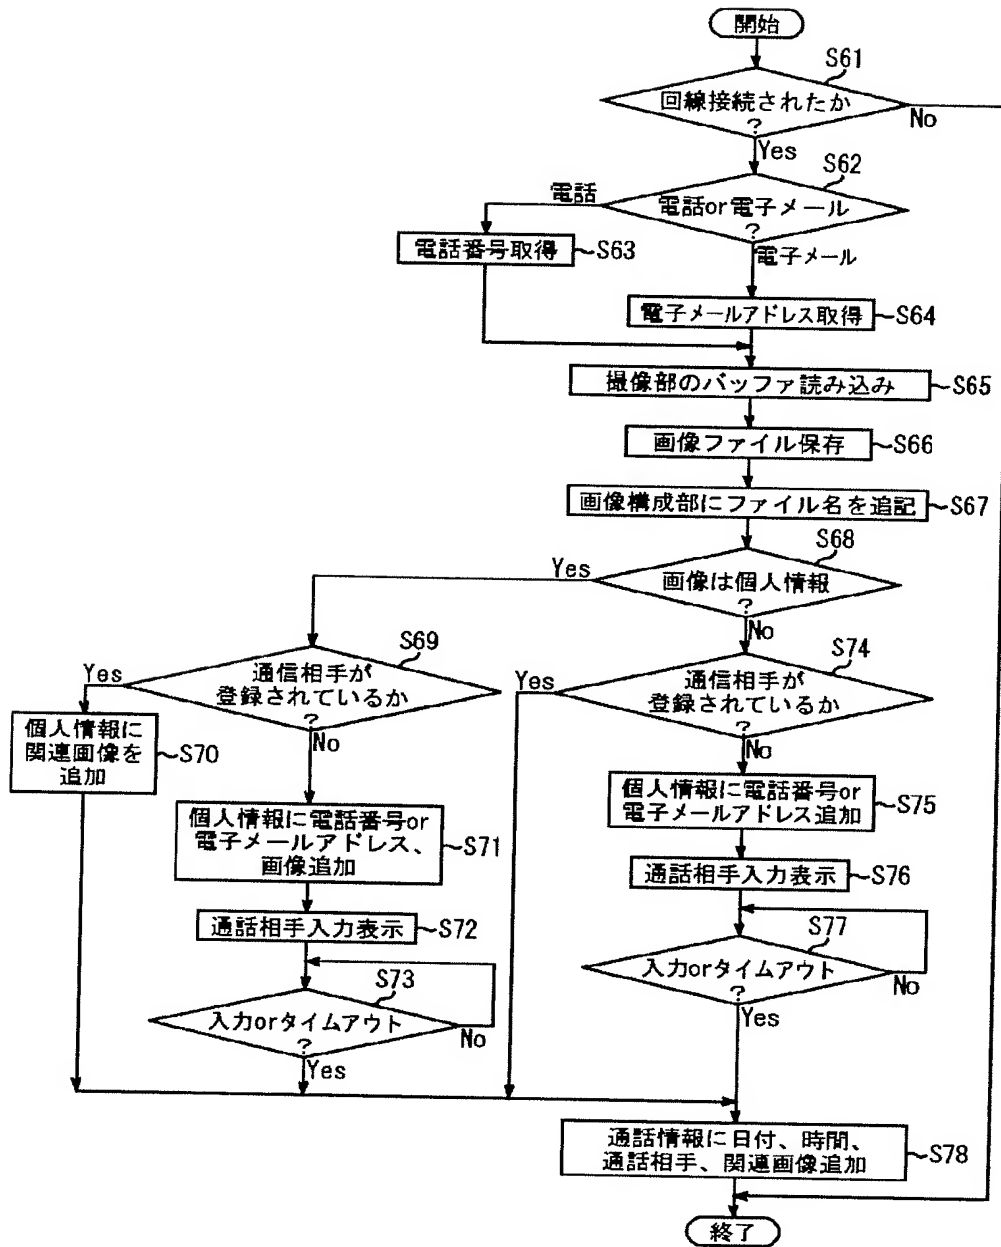 開始
S61
回線接続されたか
?
No
Yes
S62
電話
電話or電子メール
?
電話番号取得
S63
電子メール
電子メールアドレス取得
S64
撮像部のバッファ読み込み
S65
画像ファイル保存
S66
画像構成部にファイル名を追記
S67
S68
Yes
画像は個人情報
?
No
S69
Yes
通信相手が
登録されているか
?
No
S74
Yes
通信相手が
登録されているか
?
No
個人情報に
関連画像を
追加
S70
個人情報に電話番号or
電子メールアドレス、
画像追加
S71
個人情報に電話番号or
電子メールアドレス追加
S75
通話相手入力表示
S72
通話相手入力表示
S76
S73
入力orタイムアウト
?
No
Yes
S77
入力orタイムアウト
?
No
Yes
通話情報に日付、時間、
通話相手、関連画像追加
S78
終了